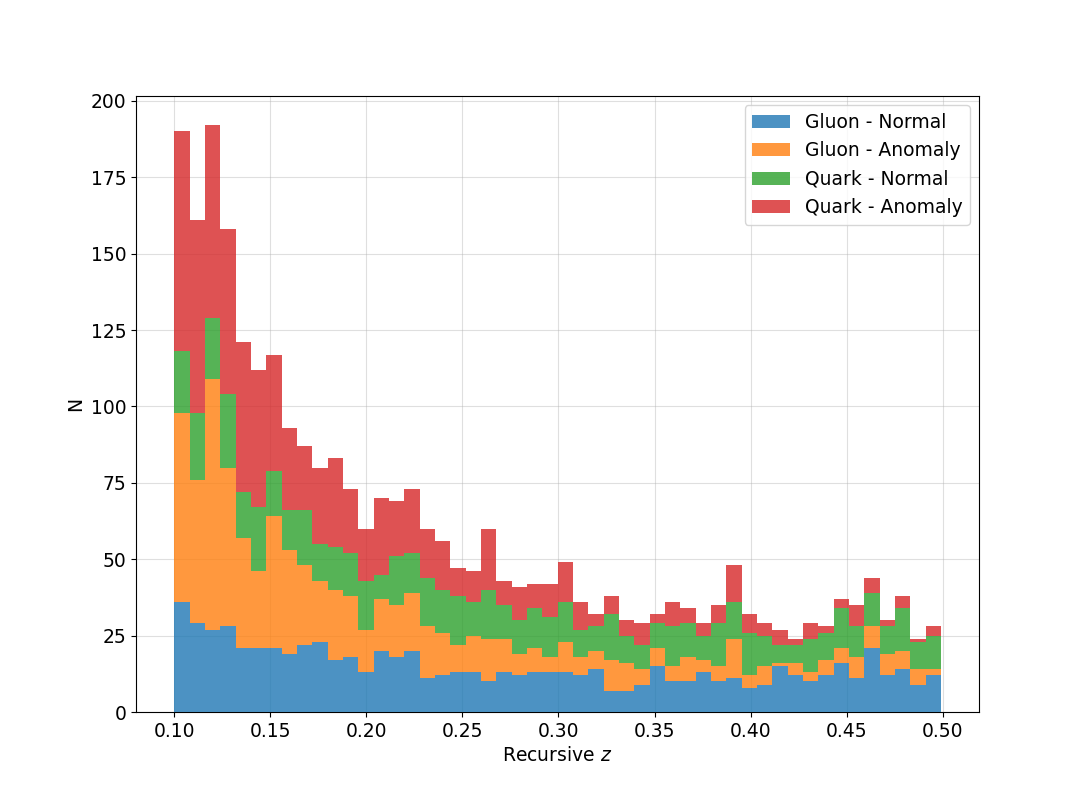 200
175
150
125
100
75
50
25
0
N
0.10 0.15 0.20 0.25 0.30 0.35 0.40 0.45 0.50
Recursive z
Gluon - Normal
Gluon - Anomaly
Quark - Normal
Quark - Anomaly